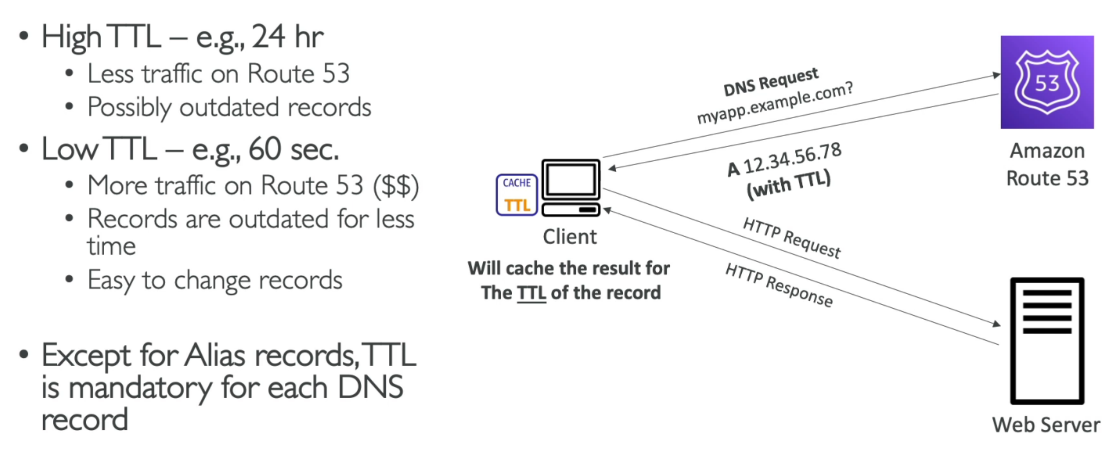 • High TTL – e.g., 24 hr
• Less traffic on Route 53
• Possibly outdated records
• Low TTL – e.g., 60 sec.
• More traffic on Route 53 ($$)
• Records are outdated for less
time
• Easy to change records
• Except for Alias records, TTL
is mandatory for each DNS
record
DNS Request
myapp.example.com?
53
Amazon
Route 53
A 12.34.56.78
(with TTL)
CACHE
TTL
Client
Will cache the result for
The TTL of the record
HTTP Request
HTTP Response
Web Server